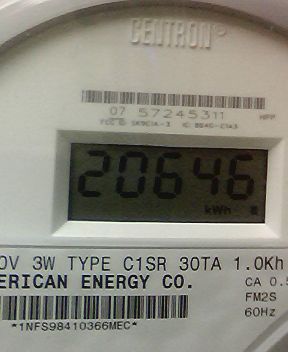 CENTRON®
07 57245311
20646
kWh
0V 3W TYPE C1SR 30TA 1.0Kh
ERICAN ENERGY CO.
CA 0.5
FM2S
60Hz
*1NFS98410366MEC*